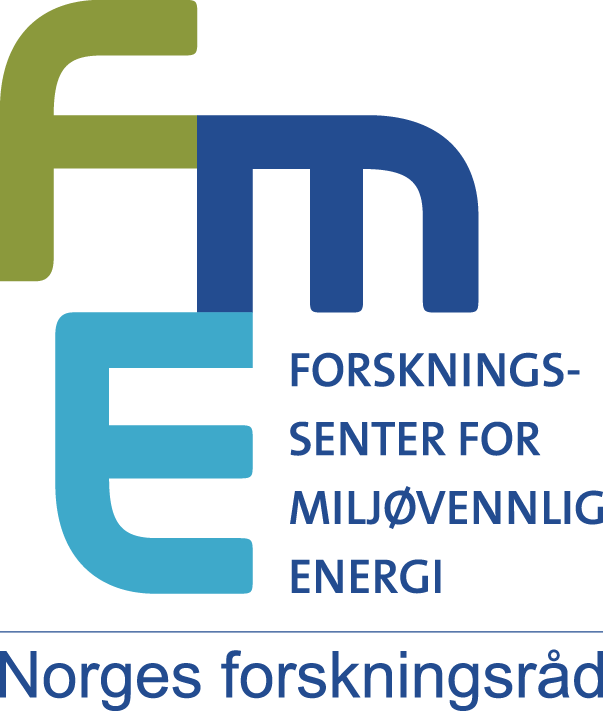 fmE
FORSKNINGS-
SENTER FOR
MILJØVENNLIG
ENERGI
Norges forskningsråd